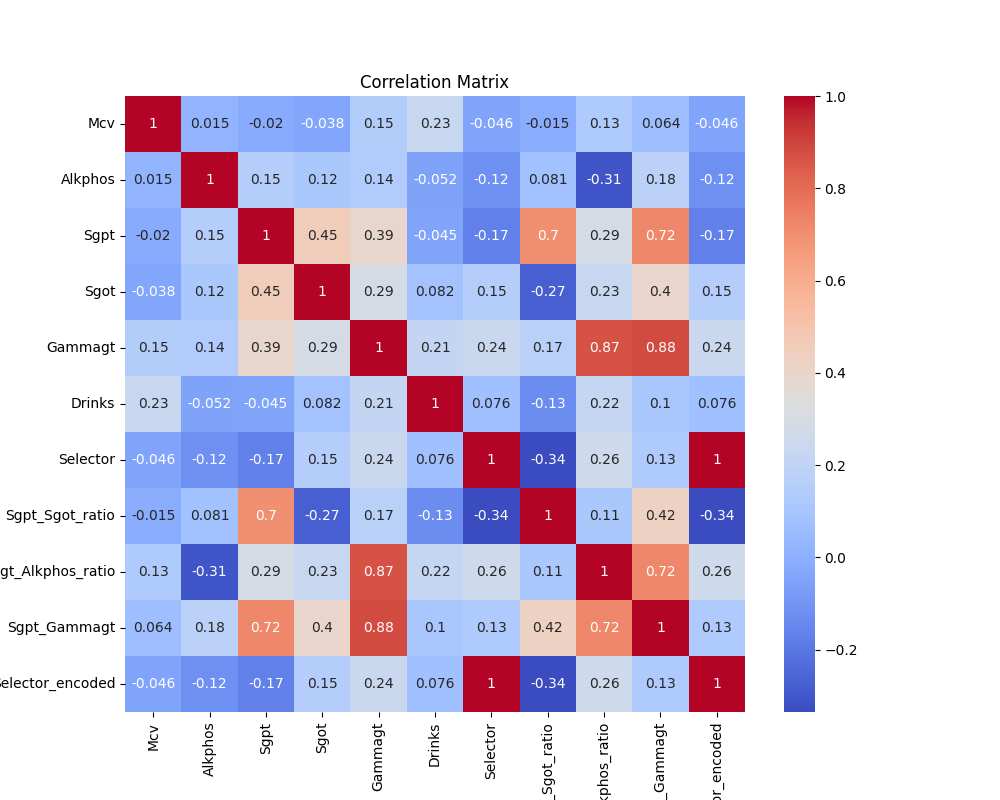 Correlation Matrix
Mcv 1 0.015 -0.02 -0.038 0.15 0.23 -0.046 -0.015 0.13 0.064 -0.046
Alkphos 0.015 1 0.15 0.12 0.14 -0.052 -0.12 0.081 -0.31 0.18 -0.12
Sgpt -0.02 0.15 1 0.45 0.39 -0.045 -0.17 0.7 0.29 0.72 -0.17
Sgot -0.038 0.12 0.45 1 0.29 0.082 0.15 -0.27 0.23 0.4 0.15
Gammagt 0.15 0.14 0.39 0.29 1 0.21 0.24 0.17 0.87 0.88 0.24
Drinks 0.23 -0.052 -0.045 0.082 0.21 1 0.076 -0.13 0.22 0.1 0.076
Selector -0.046 -0.12 -0.17 0.15 0.24 0.076 1 -0.34 0.26 0.13 1
Sgpt_Sgot_ratio -0.015 0.081 0.7 -0.27 0.17 -0.13 -0.34 1 0.11 0.42 -0.34
gt_Alkphos_ratio 0.13 -0.31 0.29 0.23 0.87 0.22 0.26 0.11 1 0.72 0.26
Sgpt_Gammagt 0.064 0.18 0.72 0.4 0.88 0.1 0.13 0.42 0.72 1 0.13
Selector_encoded -0.046 -0.12 -0.17 0.15 0.24 0.076 1 -0.34 0.26 0.13 1
Mcv
Alkphos
Sgpt
Sgot
Gammagt
Drinks
Selector
_Sgot_ratio
kphos_ratio
_Gammagt
or_encoded
1.0
0.8
0.6
0.4
0.2
0.0
−0.2